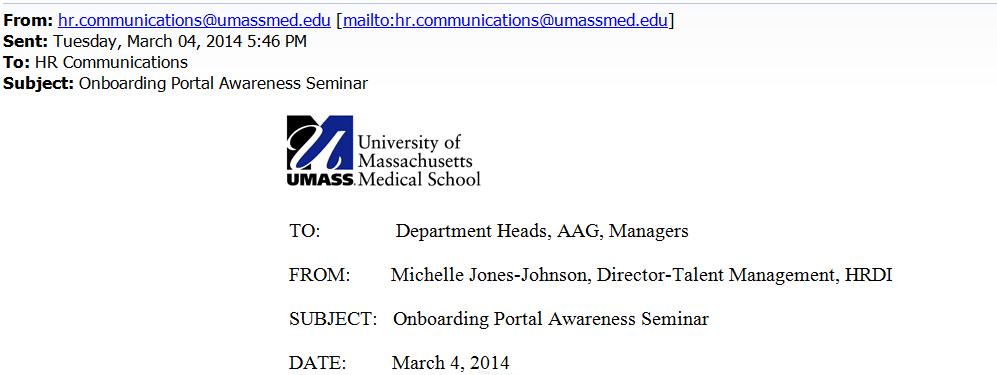 From: hr.communications@umassmed.edu [mailto:hr.communications@umassmed.edu]
Sent: Tuesday, March 04, 2014 5:46 PM
To: HR Communications
Subject: Onboarding Portal Awareness Seminar
University of
Massachusetts
UMASS. Medical School
TO: Department Heads, AAG, Managers
FROM: Michelle Jones-Johnson, Director-Talent Management, HRDI
SUBJECT: Onboarding Portal Awareness Seminar
DATE: March 4, 2014